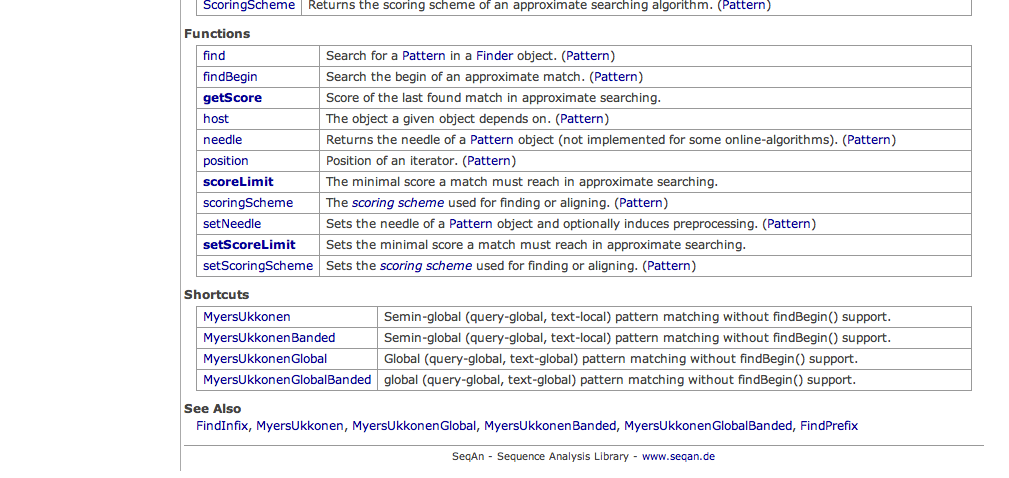 ScoringScheme Returns the scoring scheme of an approximate searching algorithm. (Pattern)
Functions
find Search for a Pattern in a Finder object. (Pattern)
findBegin Search the begin of an approximate match. (Pattern)
getScore Score of the last found match in approximate searching.
host The object a given object depends on. (Pattern)
needle Returns the needle of a Pattern object (not implemented for some online-algorithms). (Pattern)
position Position of an iterator. (Pattern)
scoreLimit The minimal score a match must reach in approximate searching.
scoringScheme The scoring scheme used for finding or aligning. (Pattern)
setNeedle Sets the needle of a Pattern object and optionally induces preprocessing. (Pattern)
setScoreLimit Sets the minimal score a match must reach in approximate searching.
setScoringScheme Sets the scoring scheme used for finding or aligning. (Pattern)
Shortcuts
MyersUkkonen Semin-global (query-global, text-local) pattern matching without findBegin() support.
MyersUkkonenBanded Semin-global (query-global, text-local) pattern matching without findBegin() support.
MyersUkkonenGlobal Global (query-global, text-global) pattern matching without findBegin() support.
MyersUkkonenGlobalBanded global (query-global, text-global) pattern matching without findBegin() support.
See Also
FindInfix, MyersUkkonen, MyersUkkonenGlobal, MyersUkkonenBanded, MyersUkkonenGlobalBanded, FindPrefix
SeqAn - Sequence Analysis Library - www.seqan.de